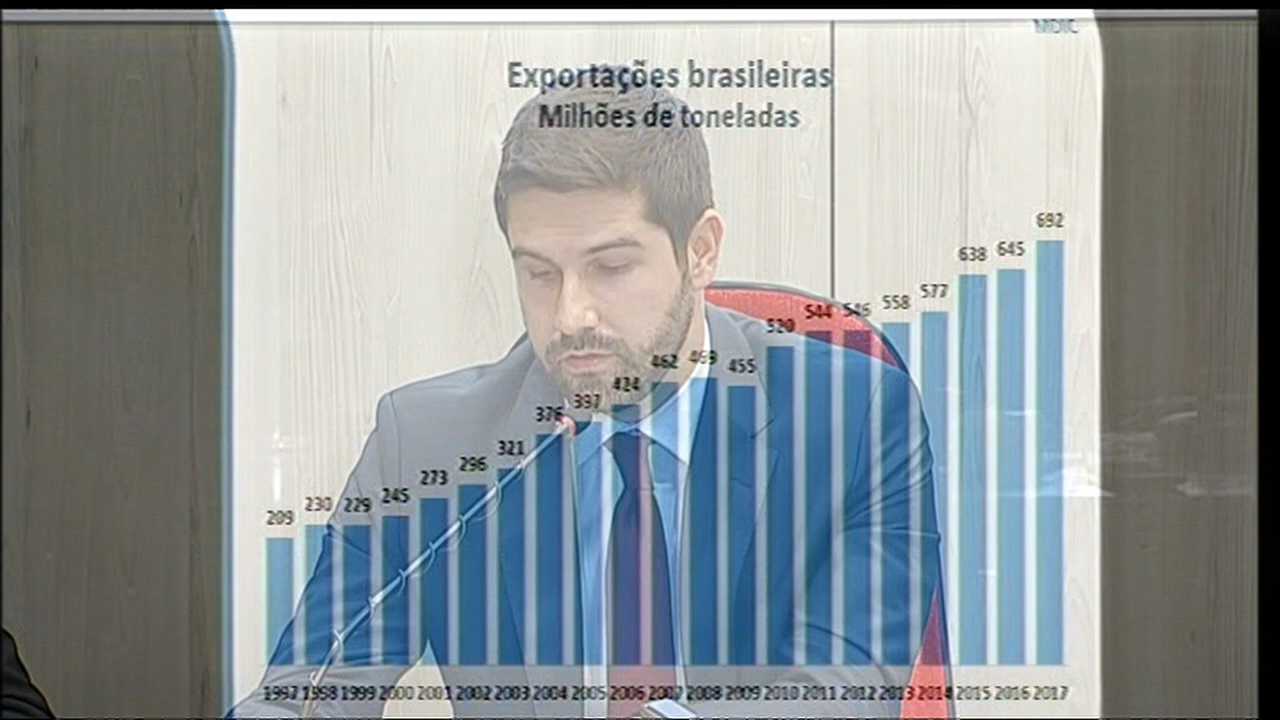 MDIC
Exportações brasileiras
Milhões de toneladas
209 230 229 245 273 296 321 376 397 424 462 469 455 520 544 546 558 577 638 645 692
1997 1998 1999 2000 2001 2002 2003 2004 2005 2006 2007 2008 2009 2010 2011 2012 2013 2014 2015 2016 2017